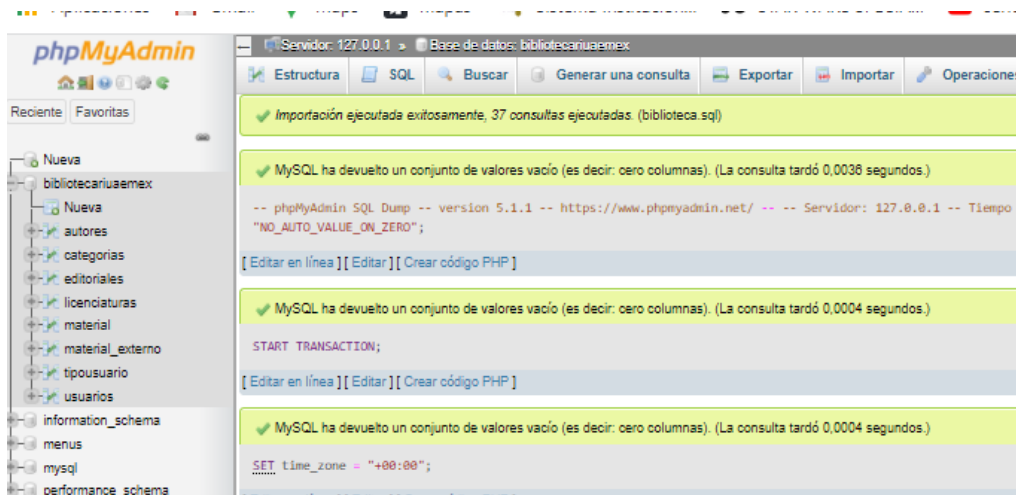 phpMyAdmin
Reciente Favoritas
Nueva
bibliotecariuaemex
Nueva
autores
categorias
editoriales
licenciaturas
material
material_externo
tipousuario
usuarios
information_schema
menus
mysql
performance_schema
Servidor: 127.0.0.1 » Base de datos: bibliotecariuaemex
Estructura SQL Buscar Generar una consulta Exportar Importar Operaciones
Importación ejecutada exitosamente, 37 consultas ejecutadas. (biblioteca.sql)
MySQL ha devuelto un conjunto de valores vacío (es decir: cero columnas). (La consulta tardó 0,0036 segundos.)
-- phpMyAdmin SQL Dump -- version 5.1.1 -- https://www.phpmyadmin.net/ -- -- Servidor: 127.0.0.1 -- Tiempo
"NO_AUTO_VALUE_ON_ZERO";
[ Editar en línea ] [ Editar ] [ Crear código PHP ]
MySQL ha devuelto un conjunto de valores vacío (es decir: cero columnas). (La consulta tardó 0,0004 segundos.)
START TRANSACTION;
[ Editar en línea ] [ Editar ] [ Crear código PHP ]
MySQL ha devuelto un conjunto de valores vacío (es decir: cero columnas). (La consulta tardó 0,0004 segundos.)
SET time_zone = "+00:00";